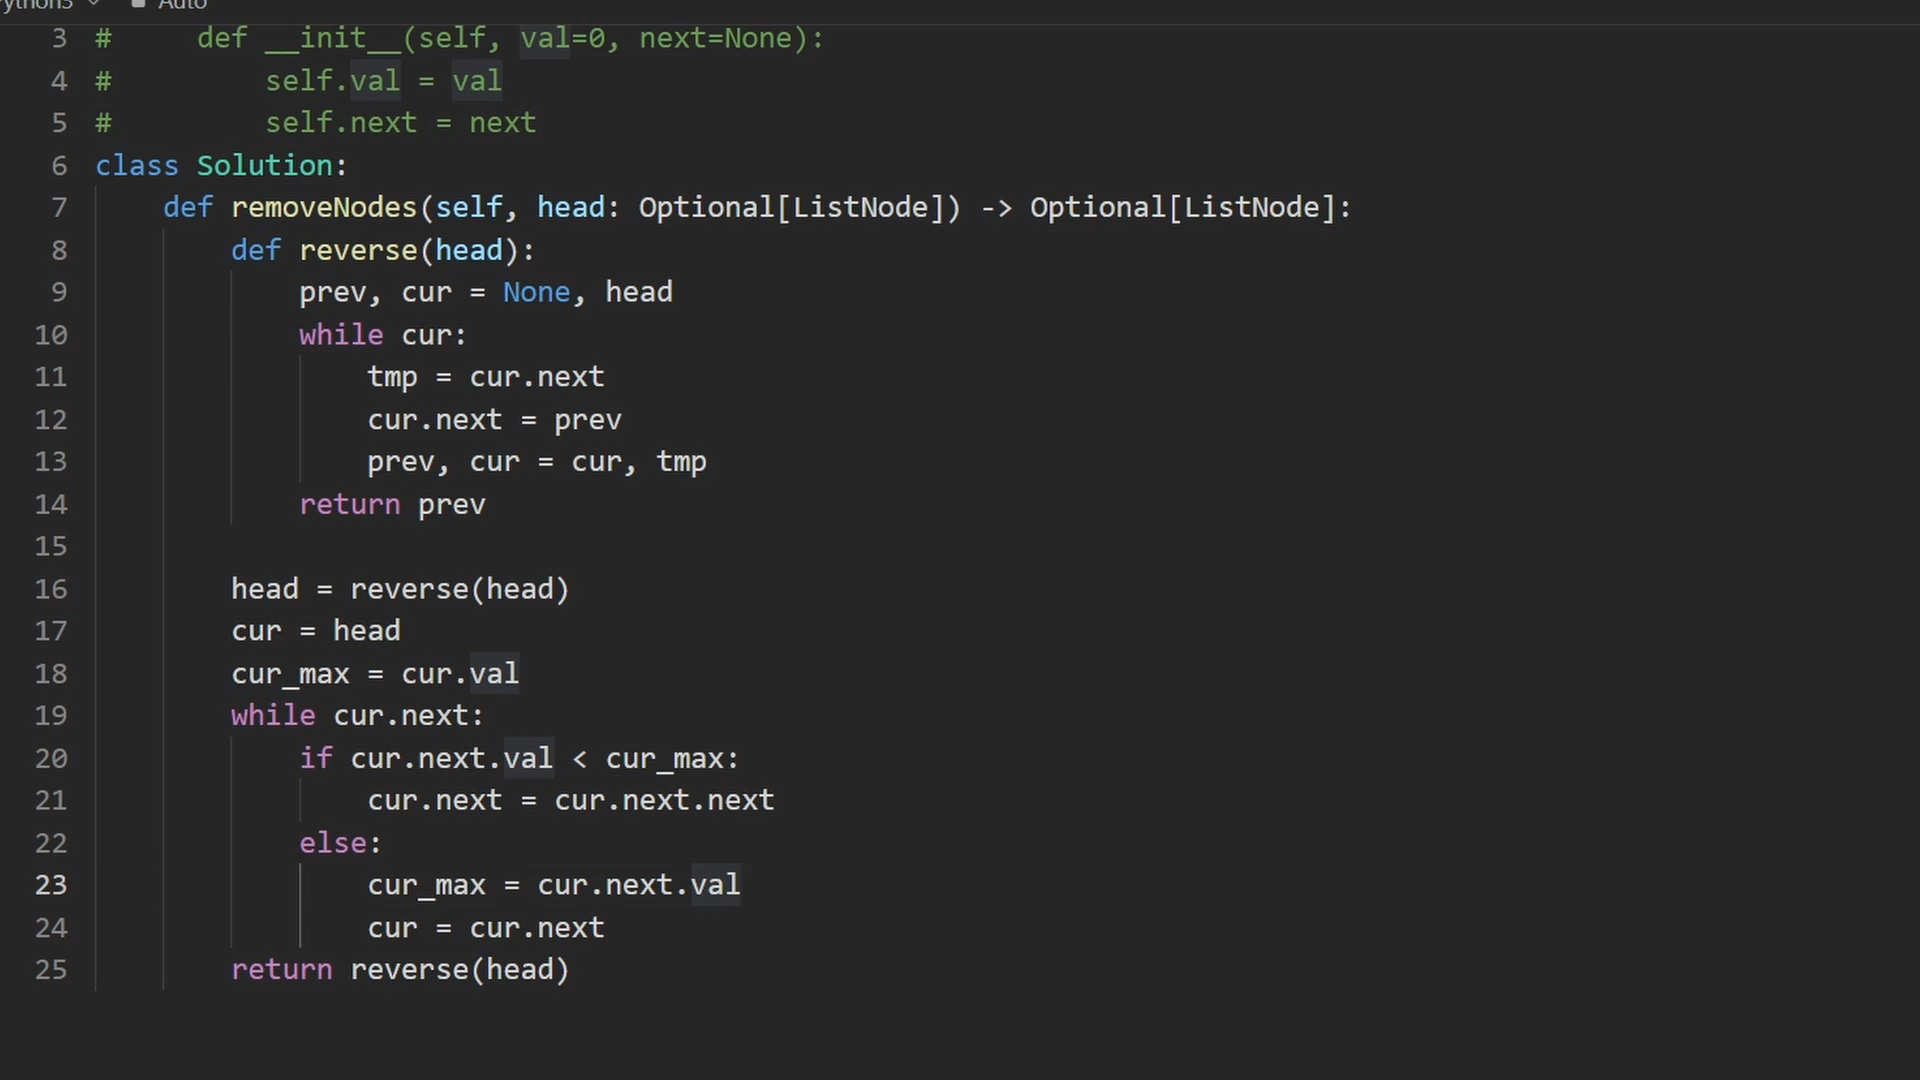 Auto
3 #     def __init__(self, val=0, next=None):
4 #         self.val = val
5 #         self.next = next
6 class Solution:
7     def removeNodes(self, head: Optional[ListNode]) -> Optional[ListNode]:
8         def reverse(head):
9             prev, cur = None, head
10             while cur:
11                 tmp = cur.next
12                 cur.next = prev
13                 prev, cur = cur, tmp
14             return prev
15
16         head = reverse(head)
17         cur = head
18         cur_max = cur.val
19         while cur.next:
20             if cur.next.val < cur_max:
21                 cur.next = cur.next.next
22             else:
23                 cur_max = cur.next.val
24                 cur = cur.next
25         return reverse(head)